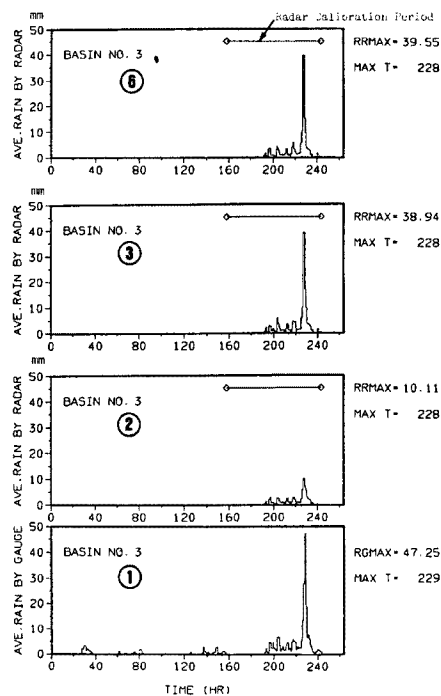 Radar Calibration Period
mm
50
40
30
20
10
0
AVE.RAIN BY RADAR
BASIN NO. 3
6
RRMAX= 39.55
MAX T= 228
0 40 80 120 160 200 240
mm
50
40
30
20
10
0
AVE.RAIN BY RADAR
BASIN NO. 3
3
RRMAX= 38.94
MAX T= 228
0 40 80 120 160 200 240
mm
50
40
30
20
10
0
AVE.RAIN BY RADAR
BASIN NO. 3
2
RRMAX= 10.11
MAX T= 228
0 40 80 120 160 200 240
50
40
30
20
10
0
AVE.RAIN BY GAUGE
BASIN NO. 3
1
RGMAX= 47.25
MAX T= 229
0 40 80 120 160 200 240
TIME (HR)